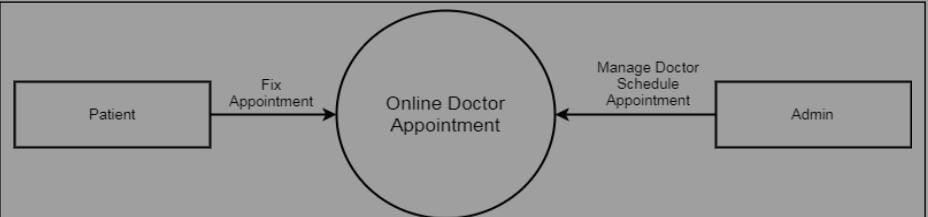 Patient
Fix
Appointment
Online Doctor
Appointment
Manage Doctor
Schedule
Appointment
Admin